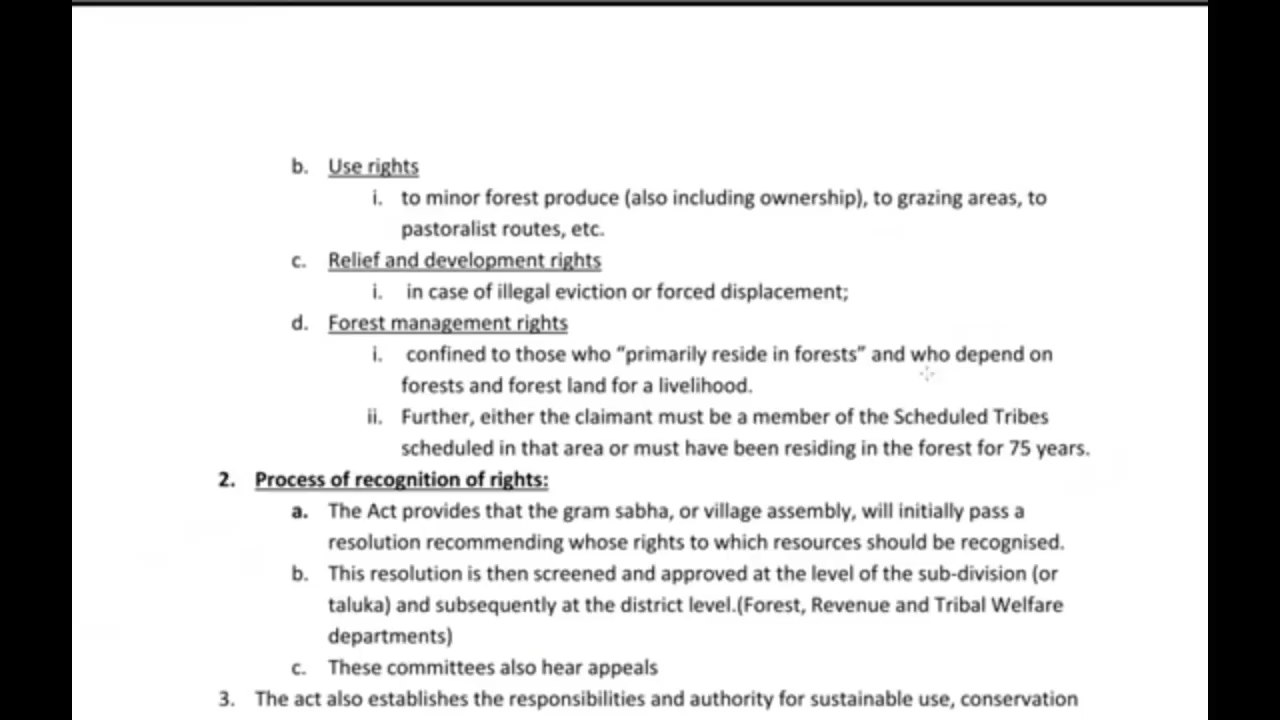 b. Use rights
i. to minor forest produce (also including ownership), to grazing areas, to
pastoralist routes, etc.
c. Relief and development rights
i. in case of illegal eviction or forced displacement;
d. Forest management rights
i. confined to those who “primarily reside in forests” and who depend on
forests and forest land for a livelihood.
ii. Further, either the claimant must be a member of the Scheduled Tribes
scheduled in that area or must have been residing in the forest for 75 years.
2. Process of recognition of rights:
a. The Act provides that the gram sabha, or village assembly, will initially pass a
resolution recommending whose rights to which resources should be recognised.
b. This resolution is then screened and approved at the level of the sub-division (or
taluka) and subsequently at the district level.(Forest, Revenue and Tribal Welfare
departments)
c. These committees also hear appeals
3. The act also establishes the responsibilities and authority for sustainable use, conservation